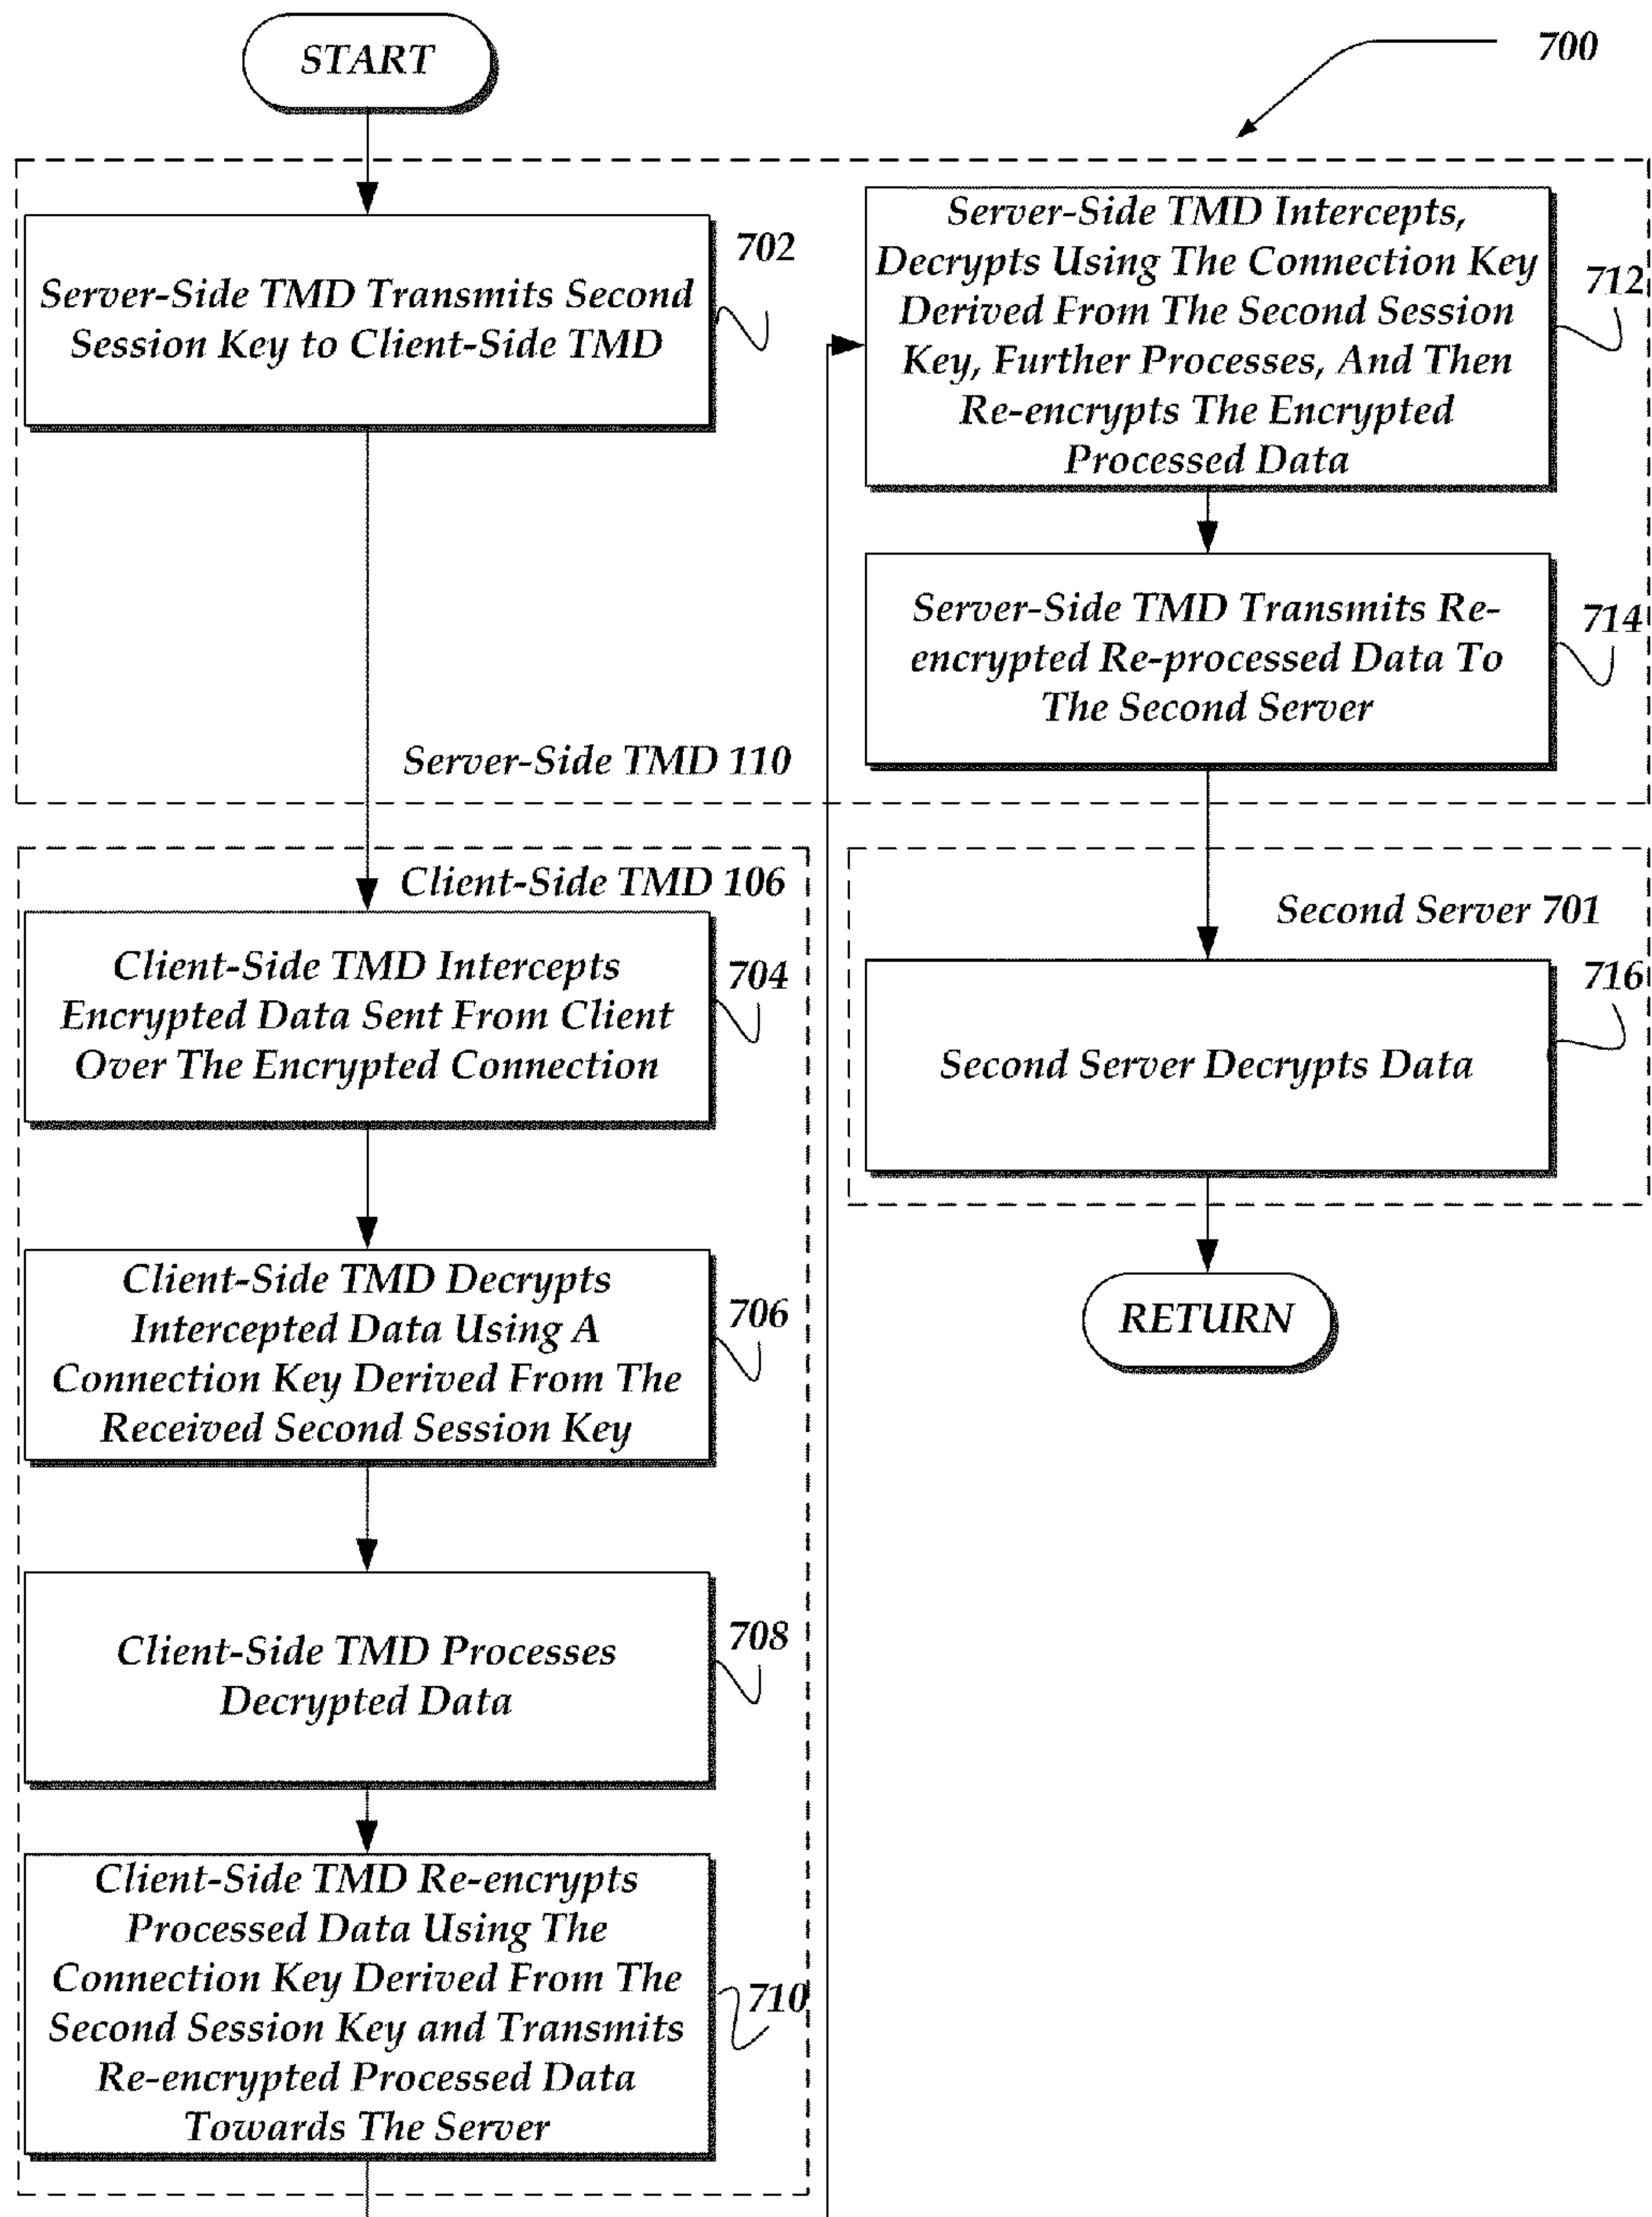 START
700
Server-Side TMD Transmits Second
Session Key to Client-Side TMD
702
Server-Side TMD 110
Client-Side TMD 106
Client-Side TMD Intercepts
Encrypted Data Sent From Client
Over The Encrypted Connection
704
Client-Side TMD Decrypts
Intercepted Data Using A
Connection Key Derived From The
Received Second Session Key
706
Client-Side TMD Processes
Decrypted Data
708
Client-Side TMD Re-encrypts
Processed Data Using The
Connection Key Derived From The
Second Session Key and Transmits
Re-encrypted Processed Data
Towards The Server
710
Server-Side TMD Intercepts,
Decrypts Using The Connection Key
Derived From The Second Session
Key, Further Processes, And Then
Re-encrypts The Encrypted
Processed Data
712
Server-Side TMD Transmits Re-
encrypted Re-processed Data To
The Second Server
714
Second Server 701
Second Server Decrypts Data
716
RETURN